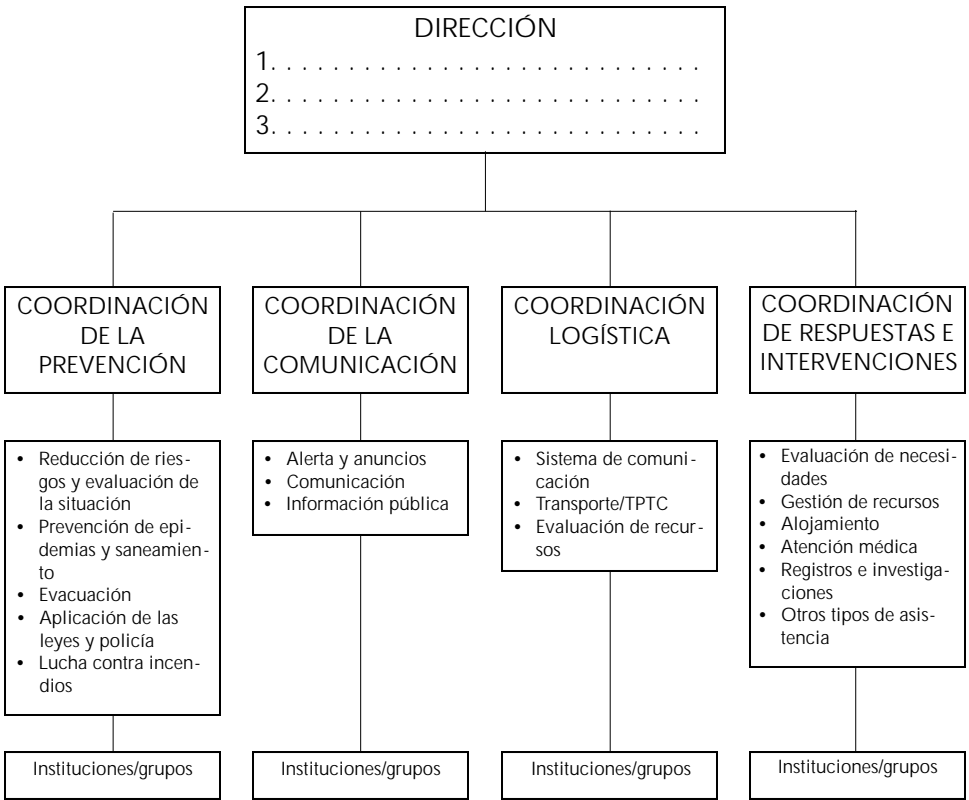 DIRECCIÓN
1. . . . . . . . . . . . . . . . . . . . . . . . . . . .
2. . . . . . . . . . . . . . . . . . . . . . . . . . . .
3. . . . . . . . . . . . . . . . . . . . . . . . . . . .
COORDINACIÓN
DE LA
PREVENCIÓN
COORDINACIÓN
DE LA
COMUNICACIÓN
COORDINACIÓN
LOGÍSTICA
COORDINACIÓN
DE RESPUESTAS E
INTERVENCIONES
• Reducción de ries-
gos y evaluación de
la situación
• Prevención de epi-
demias y saneamien-
to
• Evacuación
• Aplicación de las
leyes y policía
• Lucha contra incen-
dios
• Alerta y anuncios
• Comunicación
• Información pública
• Sistema de comuni-
cación
• Transporte/TPTC
• Evaluación de recur-
sos
• Evaluación de necesi-
dades
• Gestión de recursos
• Alojamiento
• Atención médica
• Registros e investiga-
ciones
• Otros tipos de asis-
tencia
Instituciones/grupos
Instituciones/grupos
Instituciones/grupos
Instituciones/grupos